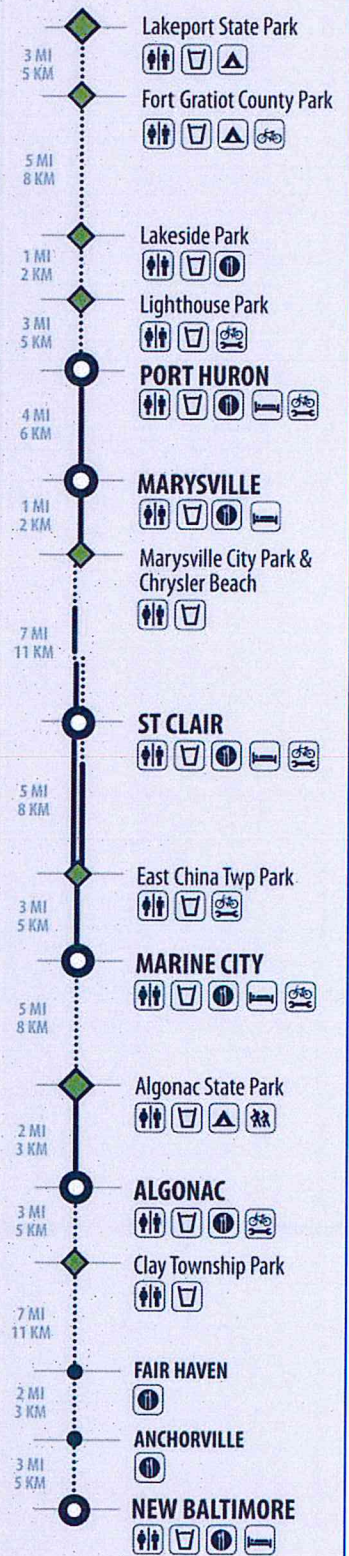 Lakeport State Park
3 MI
5 KM
Fort Gratiot County Park
5 MI
8 KM
Lakeside Park
1 MI
2 KM
Lighthouse Park
3 MI
5 KM
PORT HURON
4 MI
6 KM
MARYSVILLE
1 MI
2 KM
Marysville City Park &
Chrysler Beach
7 MI
11 KM
ST CLAIR
5 MI
8 KM
East China Twp Park
3 MI
5 KM
MARINE CITY
5 MI
8 KM
Algonac State Park
2 MI
3 KM
ALGONAC
3 MI
5 KM
Clay Township Park
7 MI
11 KM
FAIR HAVEN
2 MI
3 KM
ANCHORVILLE
3 MI
5 KM
NEW BALTIMORE